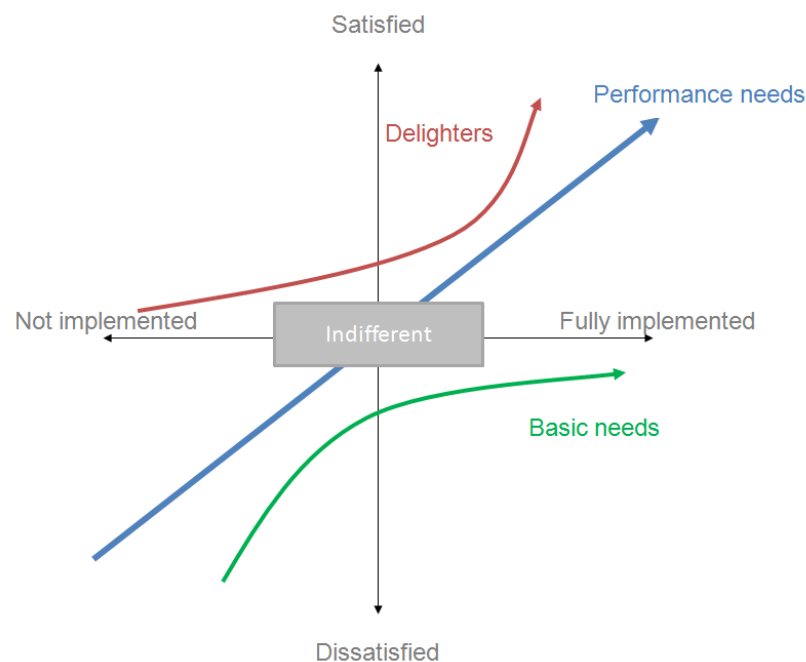 Satisfied
Performance needs
Delighters
Not implemented
Indifferent
Fully implemented
Basic needs
Dissatisfied